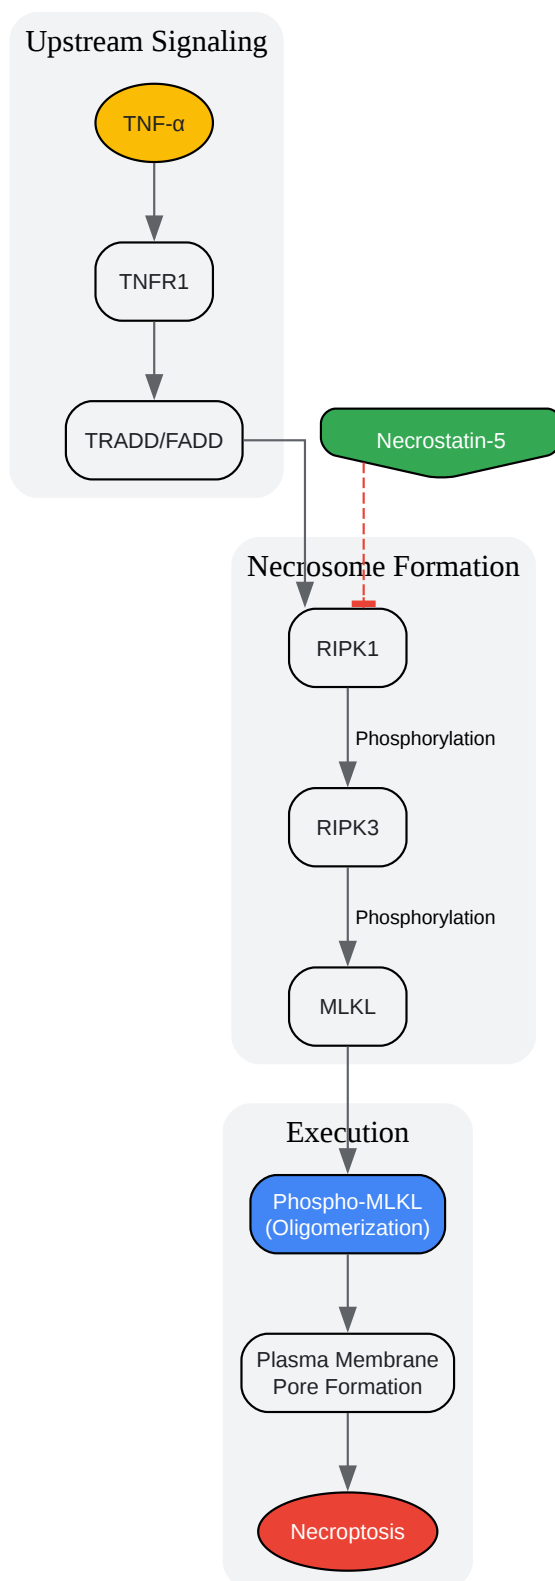 Upstream Signaling
TNF-α
TNFR1
TRADD/FADD
Necrostatin-5
Necrosome Formation
RIPK1
Phosphorylation
RIPK3
Phosphorylation
MLKL
Execution
Phospho-MLKL
(Oligomerization)
Plasma Membrane
Pore Formation
Necroptosis